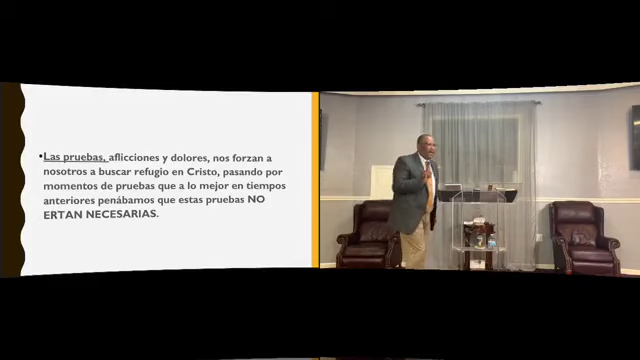 •Las pruebas, aflicciones y dolores, nos forzan a
nosotros a buscar refugio en Cristo, pasando por
momentos de pruebas que a lo mejor en tiempos
anteriores penábamos que estas pruebas NO
ERTAN NECESARIAS.